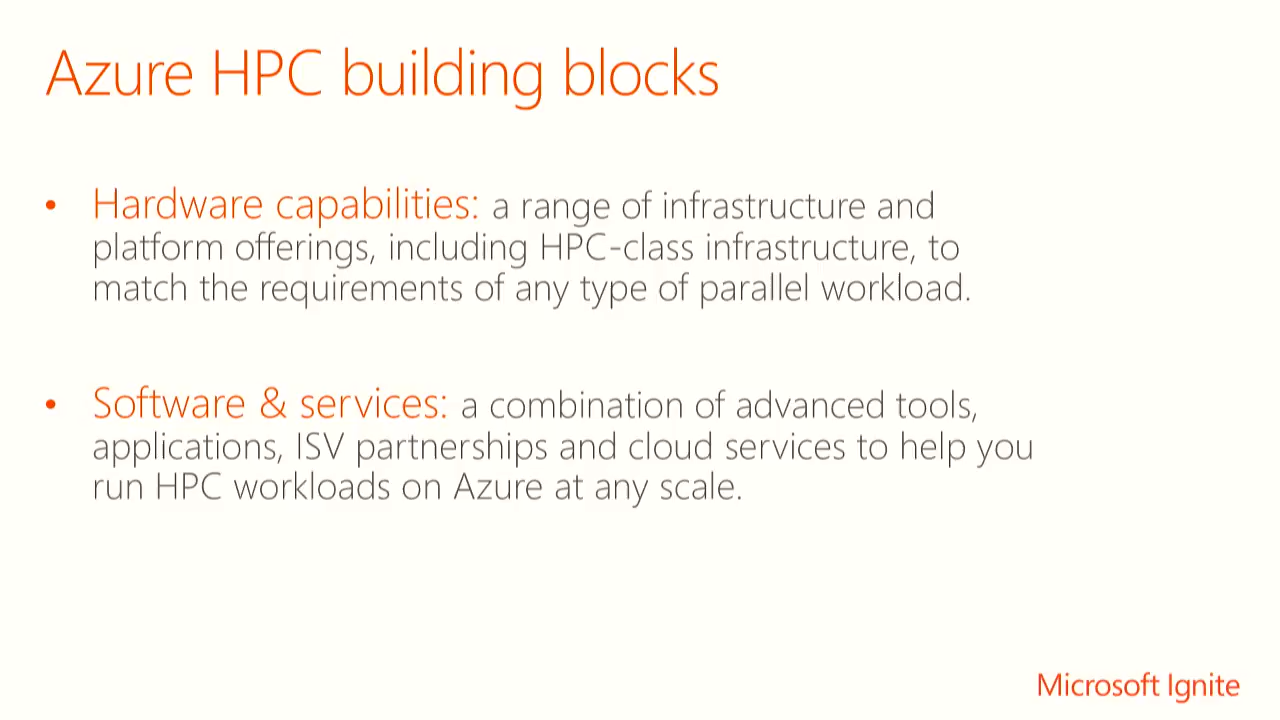 Azure HPC building blocks
• Hardware capabilities: a range of infrastructure and
platform offerings, including HPC-class infrastructure, to
match the requirements of any type of parallel workload.
• Software & services: a combination of advanced tools,
applications, ISV partnerships and cloud services to help you
run HPC workloads on Azure at any scale.
Microsoft Ignite